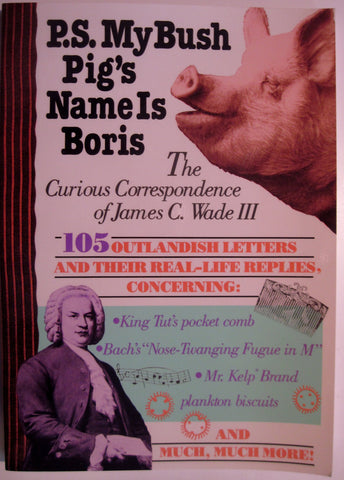 P.S. My Bush
Pig's
Name Is
Boris
The
Curious Correspondence
of James C. Wade III
105 OUTLANDISH LETTERS
AND THEIR REAL-LIFE REPLIES,
CONCERNING:
•King Tut's pocket comb
•Bach's "Nose-Twanging Fugue in M"
•Mr. Kelp® Brand
plankton biscuits
AND
MUCH, MUCH MORE!